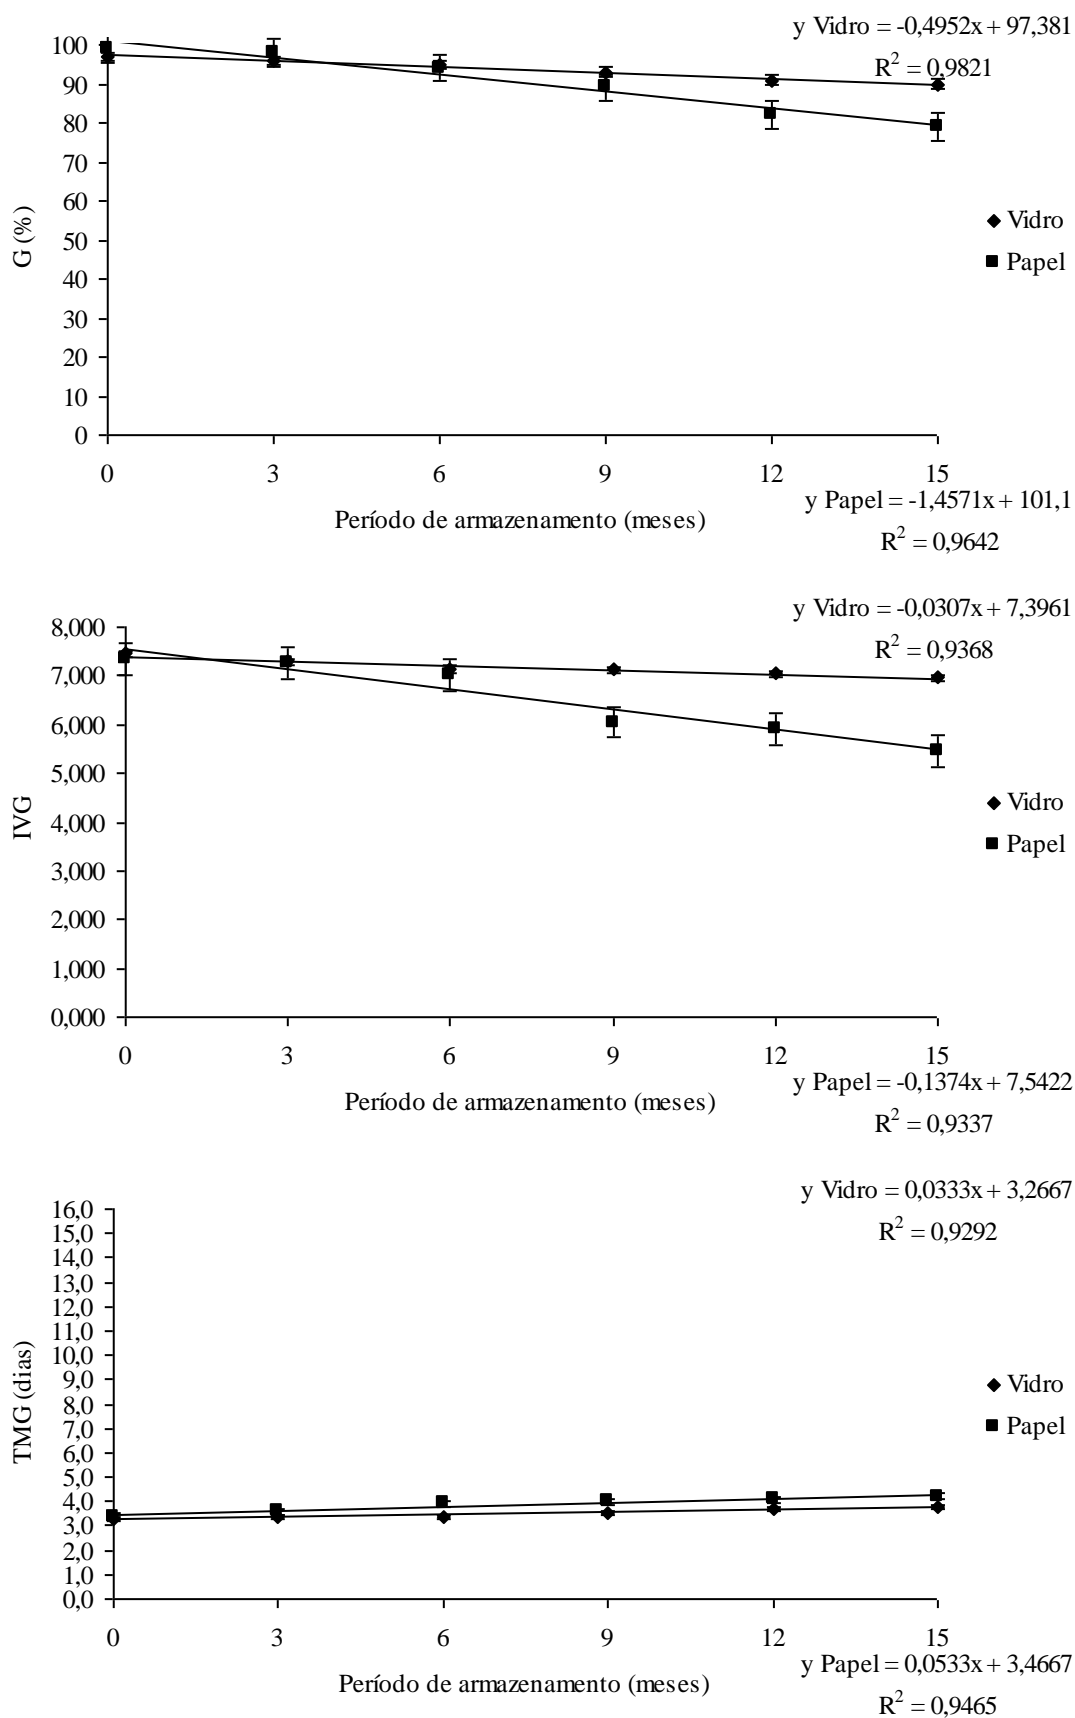 y Vidro = -0,4952x + 97,381
R² = 0,9821
100
90
80
70
60
50
40
30
20
10
0
G (%)
Vidro
Papel
0 3 6 9 12 15
Período de armazenamento (meses)
y Papel = -1,4571x + 101,1
R² = 0,9642
y Vidro = -0,0307x + 7,3961
R² = 0,9368
8,000
7,000
6,000
5,000
4,000
3,000
2,000
1,000
0,000
IVG
Vidro
Papel
0 3 6 9 12 15
Período de armazenamento (meses)
y Papel = -0,1374x + 7,5422
R² = 0,9337
y Vidro = 0,0333x + 3,2667
R² = 0,9292
16,0
15,0
14,0
13,0
12,0
11,0
10,0
9,0
8,0
7,0
6,0
5,0
4,0
3,0
2,0
1,0
0,0
TMG (dias)
Vidro
Papel
0 3 6 9 12 15
Período de armazenamento (meses)
y Papel = 0,0533x + 3,4667
R² = 0,9465